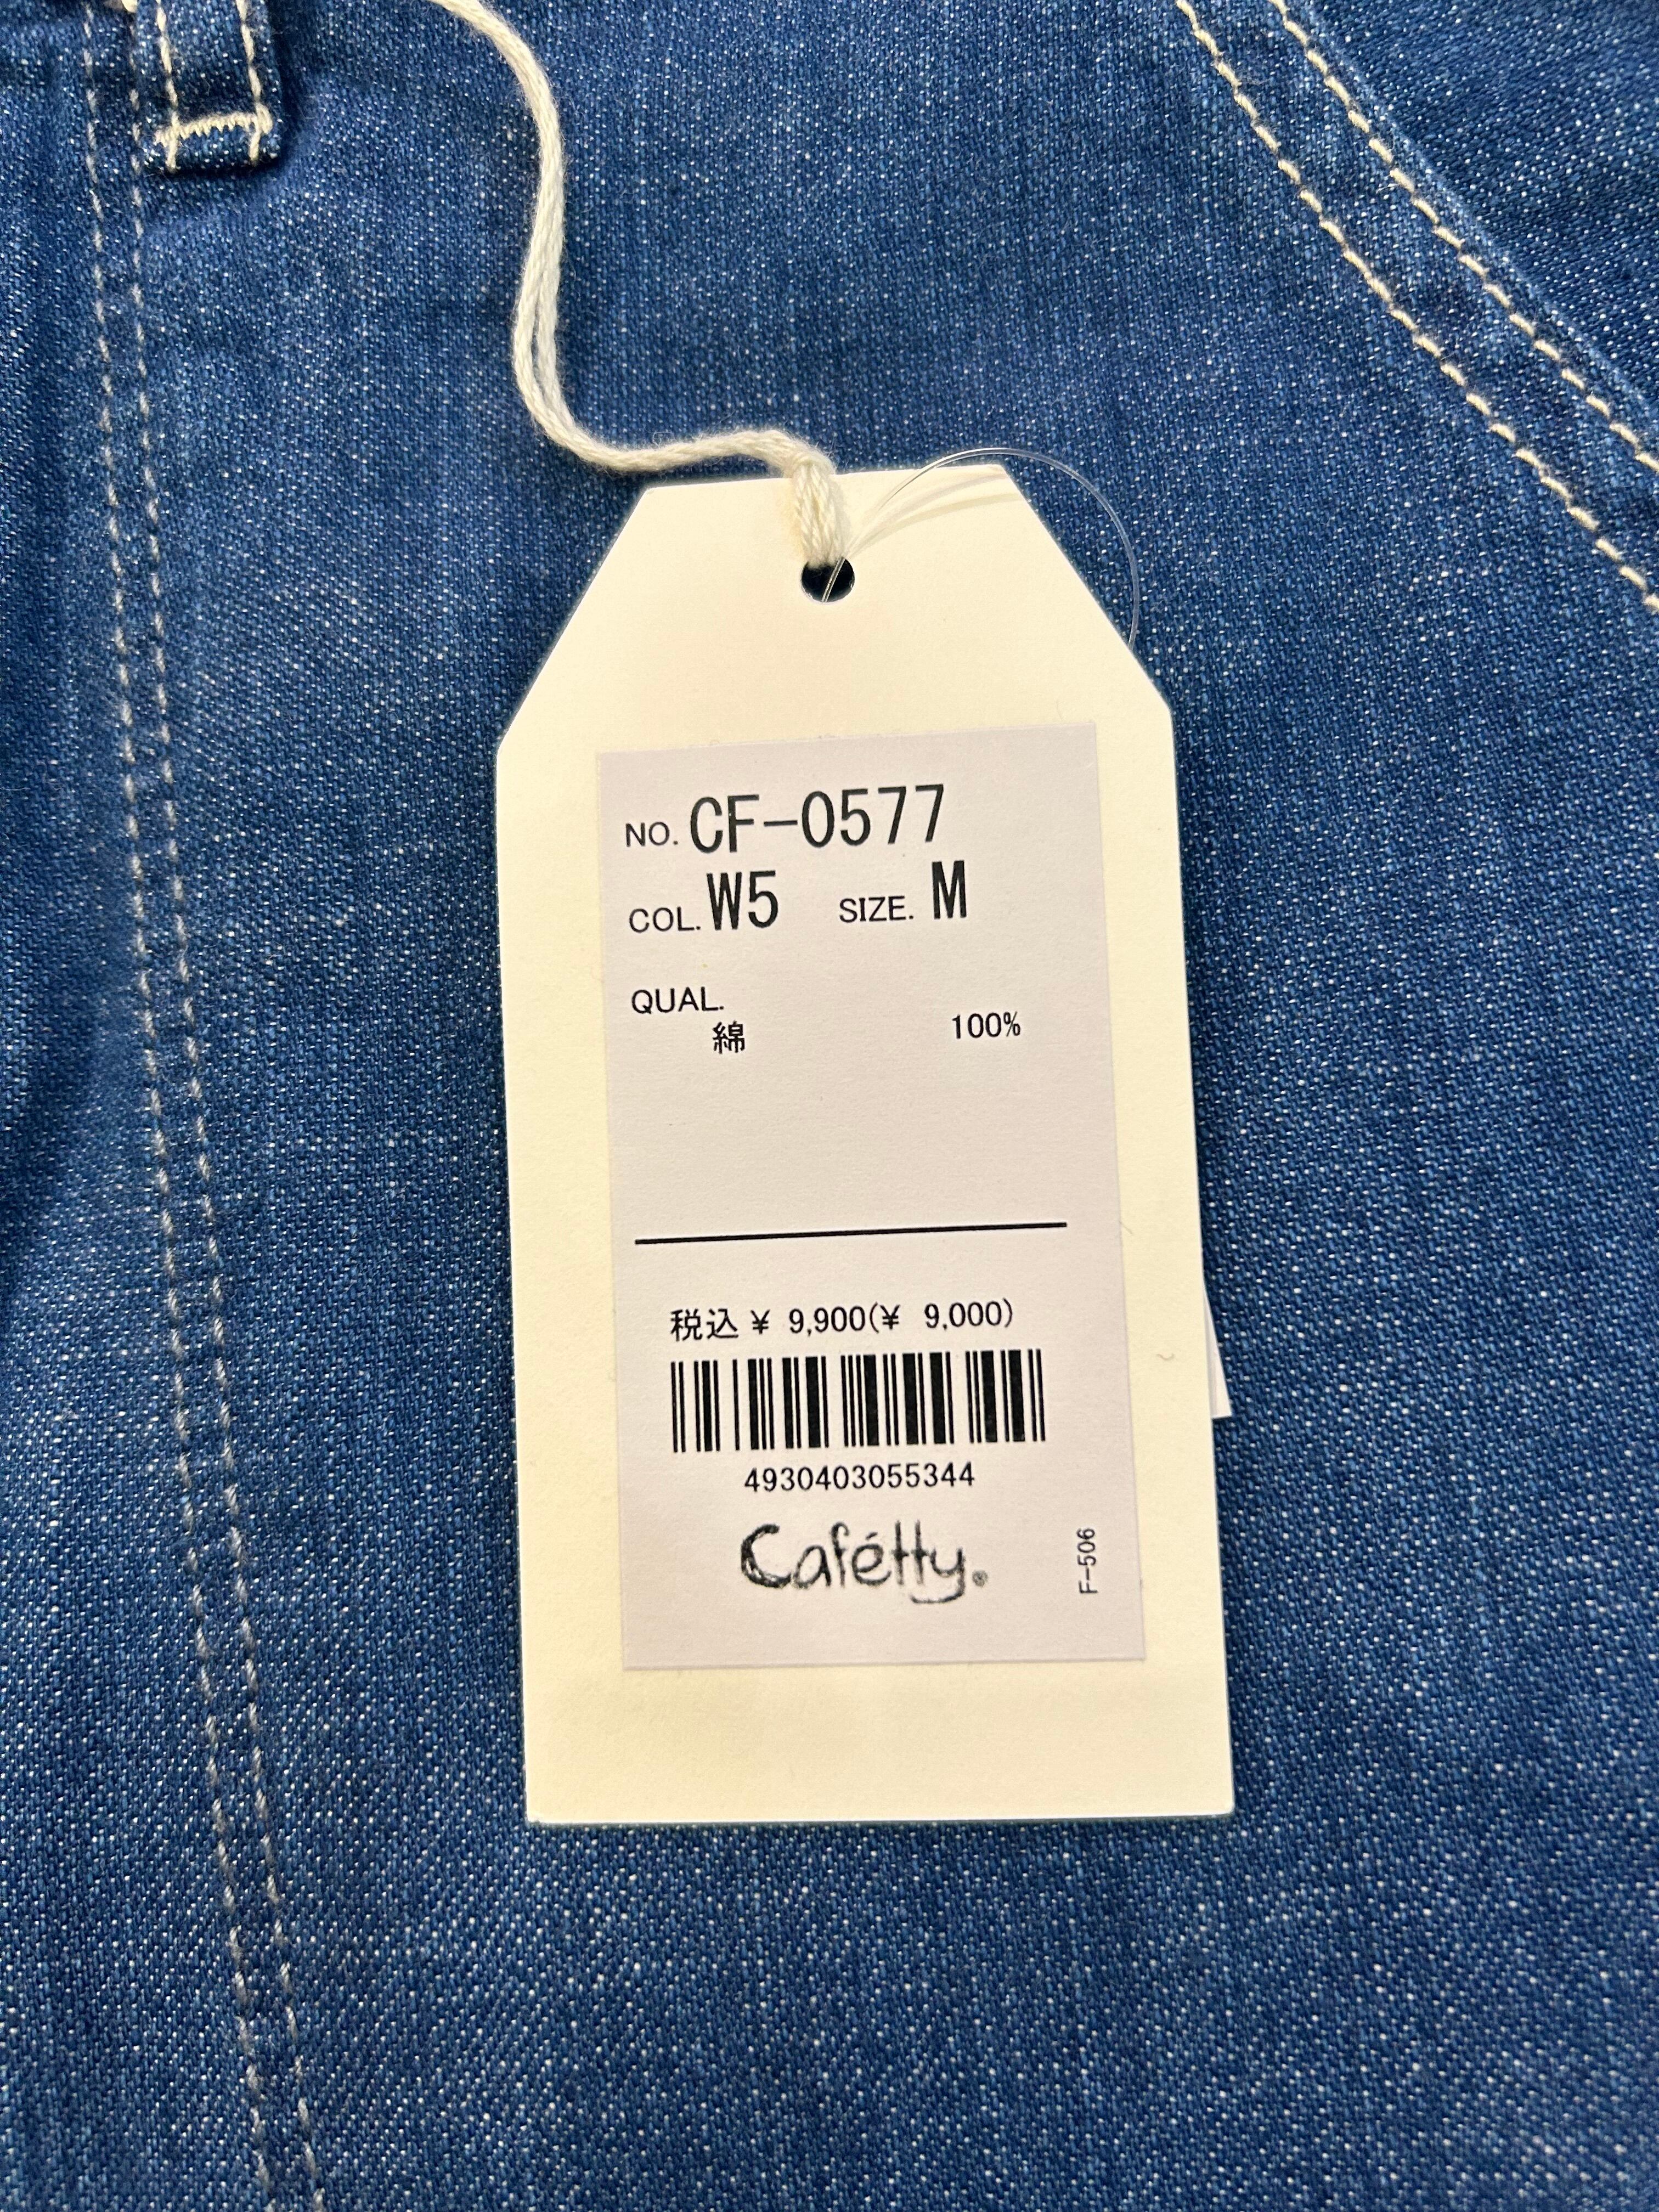 NO. CF-0577
COL. W5 SIZE. M
QUAL.
綿 100%
税込 ¥ 9,900(¥ 9,000)
4930403055344
Cafétty.
F-506